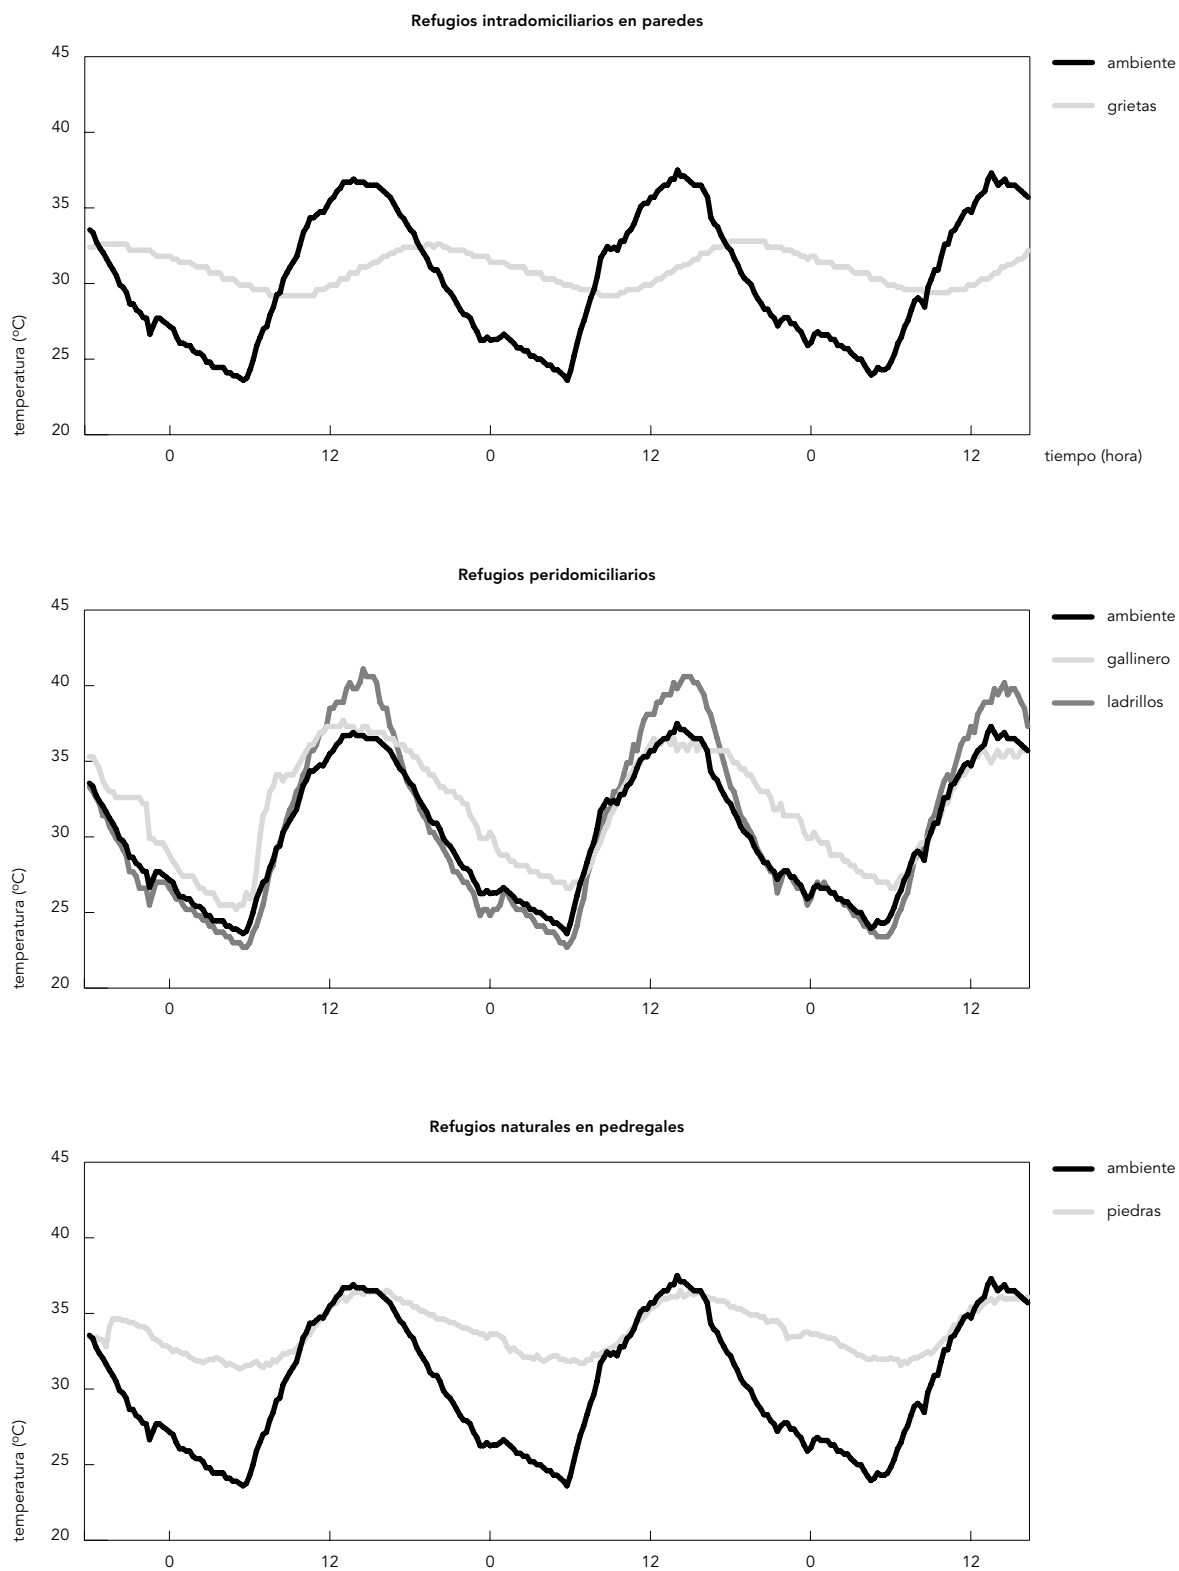 Refugios intradomiciliarios en paredes
45
40
35
30
25
20
temperatura (ºC)
0 12 0 12 0 12
tiempo (hora)
ambiente
grietas
Refugios peridomiciliarios
45
40
35
30
25
20
temperatura (ºC)
0 12 0 12 0 12
ambiente
gallinero
ladrillos
Refugios naturales en pedregales
45
40
35
30
25
20
temperatura (ºC)
0 12 0 12 0 12
ambiente
piedras